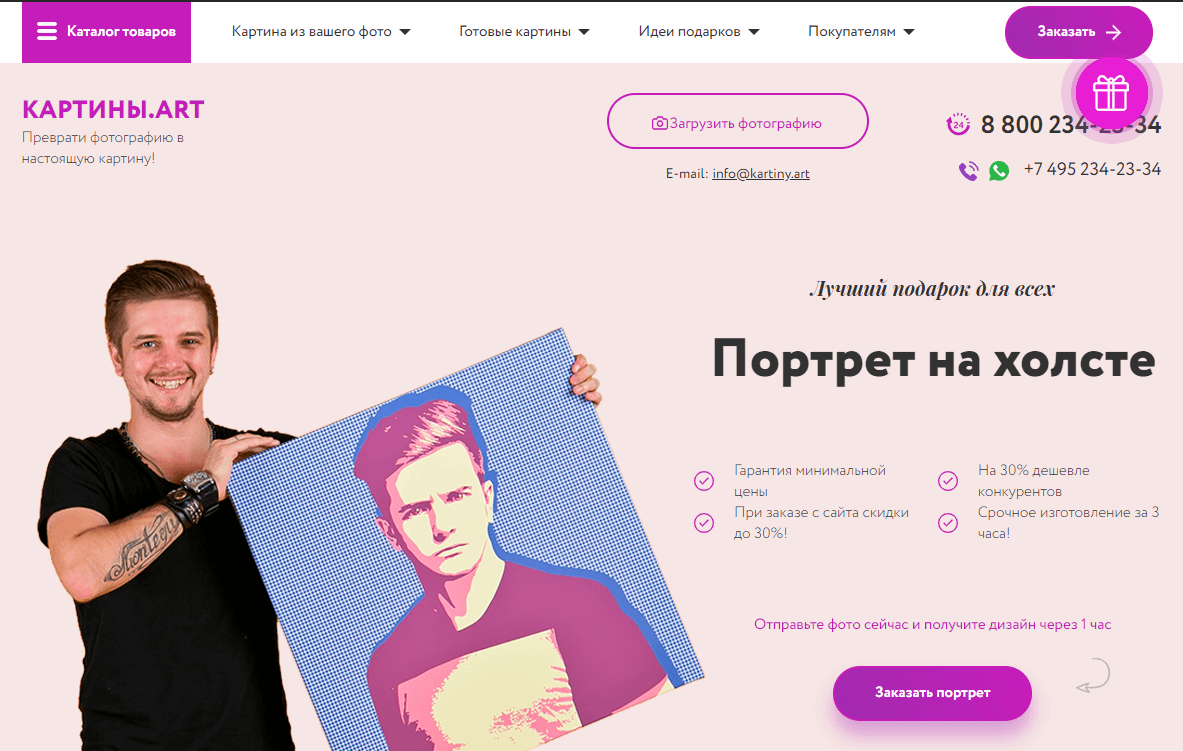 Каталог товаров
Картина из вашего фото
Готовые картины
Идеи подарков
Покупателям
Заказать
КАРТИНЫ.ART
Преврати фотографию в
настоящую картину!
Загрузить фотографию
E-mail: info@kartiny.art
24
8 800 234-23-34
+7 495 234-23-34
Лучший подарок для всех
Портрет на холсте
Гарантия минимальной
цены
На 30% дешевле
конкурентов
При заказе с сайта скидки
до 30%!
Срочное изготовление за 3
часа!
Отправьте фото сейчас и получите дизайн через 1 час
Заказать портрет